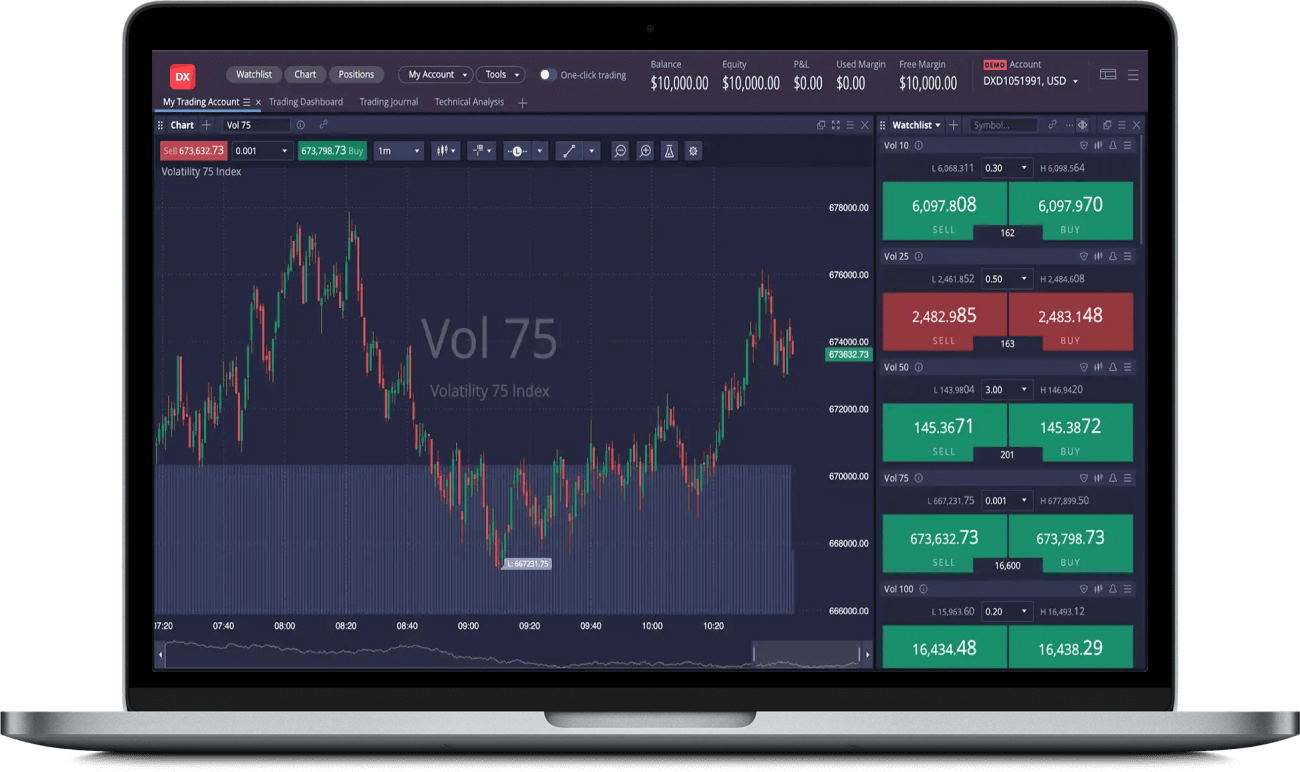 DX
Watchlist Chart Positions My Account Tools One-click trading
Balance Equity P&L Used Margin Free Margin DEMO Account
$10,000.00 $10,000.00 $0.00 $0.00 $10,000.00 DXD1051991, USD
My Trading Account Trading Dashboard Trading Journal Technical Analysis
Chart Vol 75
Sell 673,632.73 0.001 673,798.73 Buy 1m
Volatility 75 Index
Vol 75
Volatility 75 Index
678000.00
676000.00
674000.00
673632.73
672000.00
670000.00
668000.00
666000.00
L: 667231.75
07:20 07:40 08:00 08:20 08:40 09:00 09:20 09:40 10:00 10:20
Watchlist Symbol...
Vol 10
L 6,068.311 0.30 H 6,098.564
6,097.808 6,097.970
SELL 162 BUY
Vol 25
L 2,461.852 0.50 H 2,484.608
2,482.985 2,483.148
SELL 163 BUY
Vol 50
L 143.9804 3.00 H 146.9420
145.3671 145.3872
SELL 201 BUY
Vol 75
L 667,231.75 0.001 H 677,899.50
673,632.73 673,798.73
SELL 16,600 BUY
Vol 100
L 15,963.60 0.20 H 16,493.12
16,434.48 16,438.29